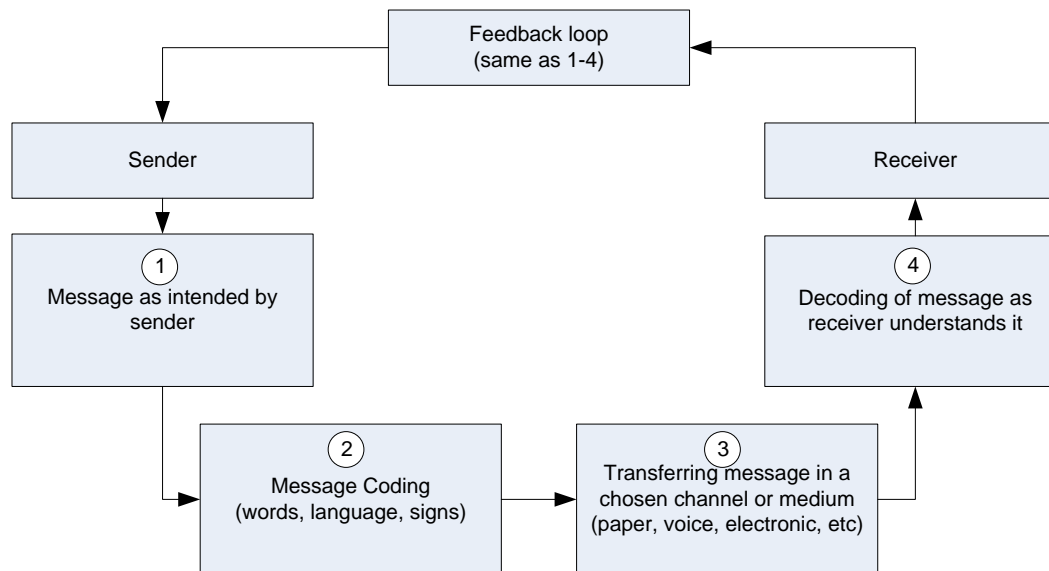 Feedback loop
(same as 1-4)
Sender
Receiver
1
Message as intended by
sender
4
Decoding of message as
receiver understands it
2
Message Coding
(words, language, signs)
3
Transferring message in a
chosen channel or medium
(paper, voice, electronic, etc)